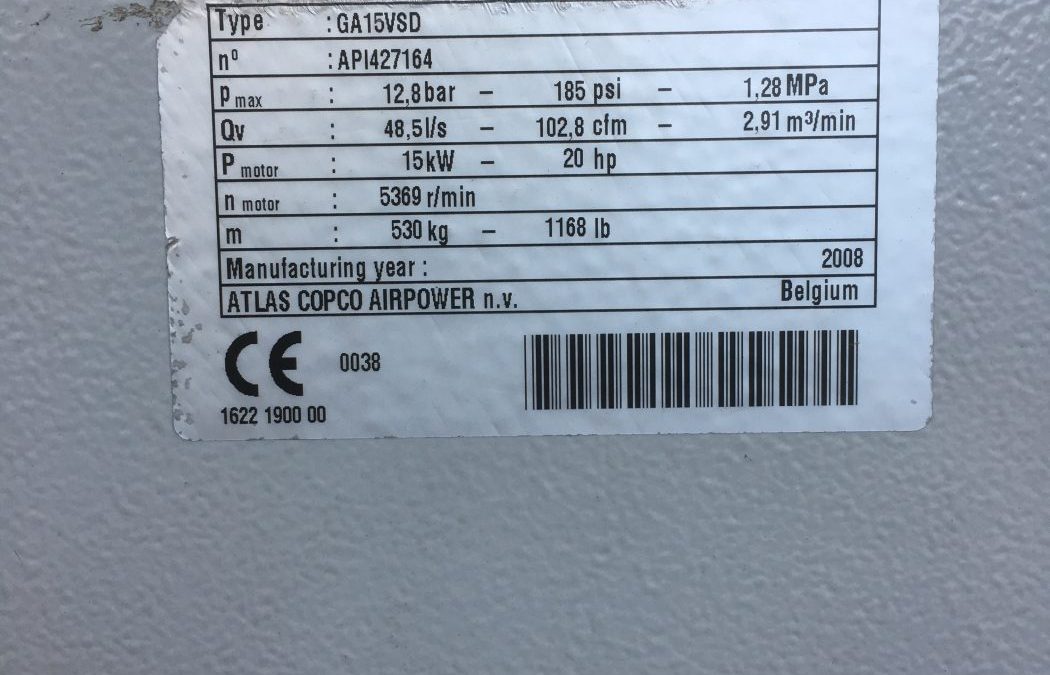 Type : GA15VSD
nº : API427164
p max : 12,8 bar – 185 psi – 1,28 MPa
Qv : 48,5 l/s – 102,8 cfm – 2,91 m³/min
P motor : 15 kW – 20 hp
n motor : 5369 r/min
m : 530 kg – 1168 lb
Manufacturing year : 2008
ATLAS COPCO AIRPOWER n.v. Belgium
CE 0038
1622 1900 00